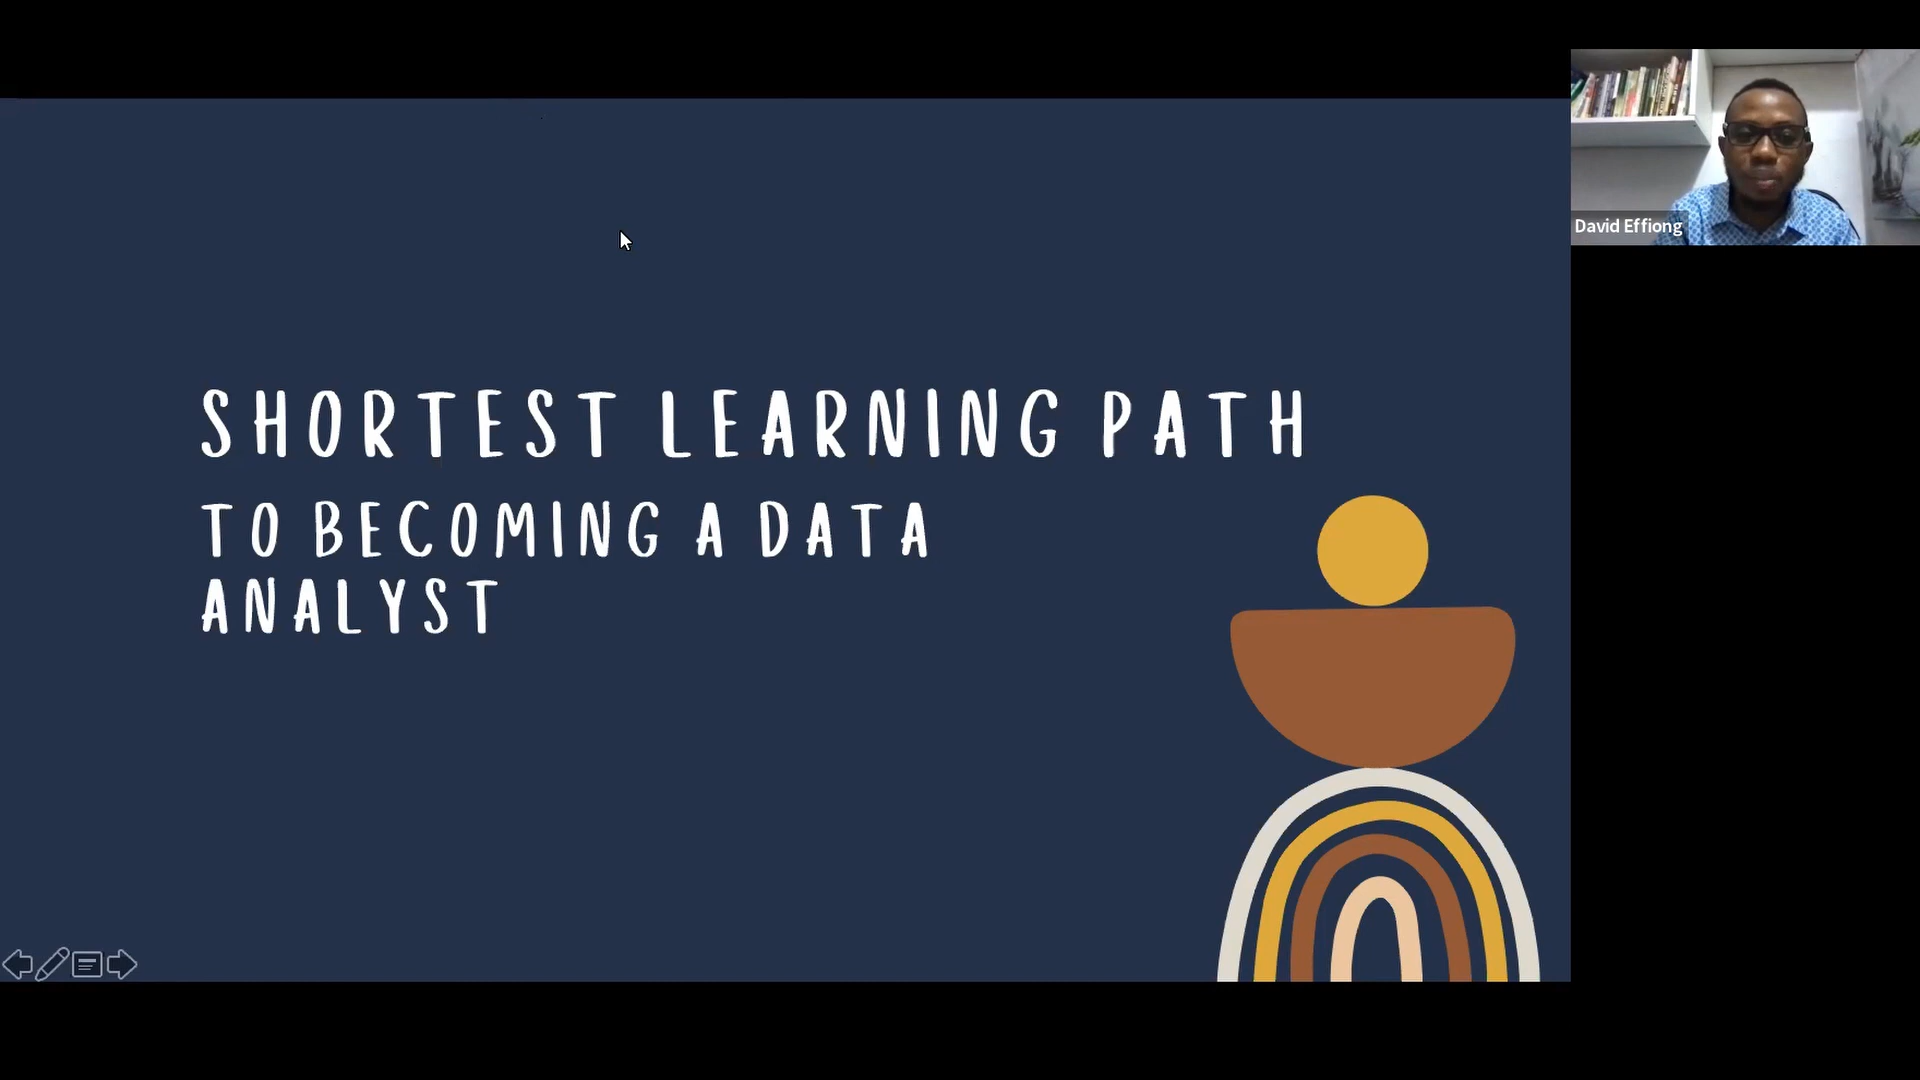 SHORTEST LEARNING PATH
TO BECOMING A DATA
ANALYST
David Effiong